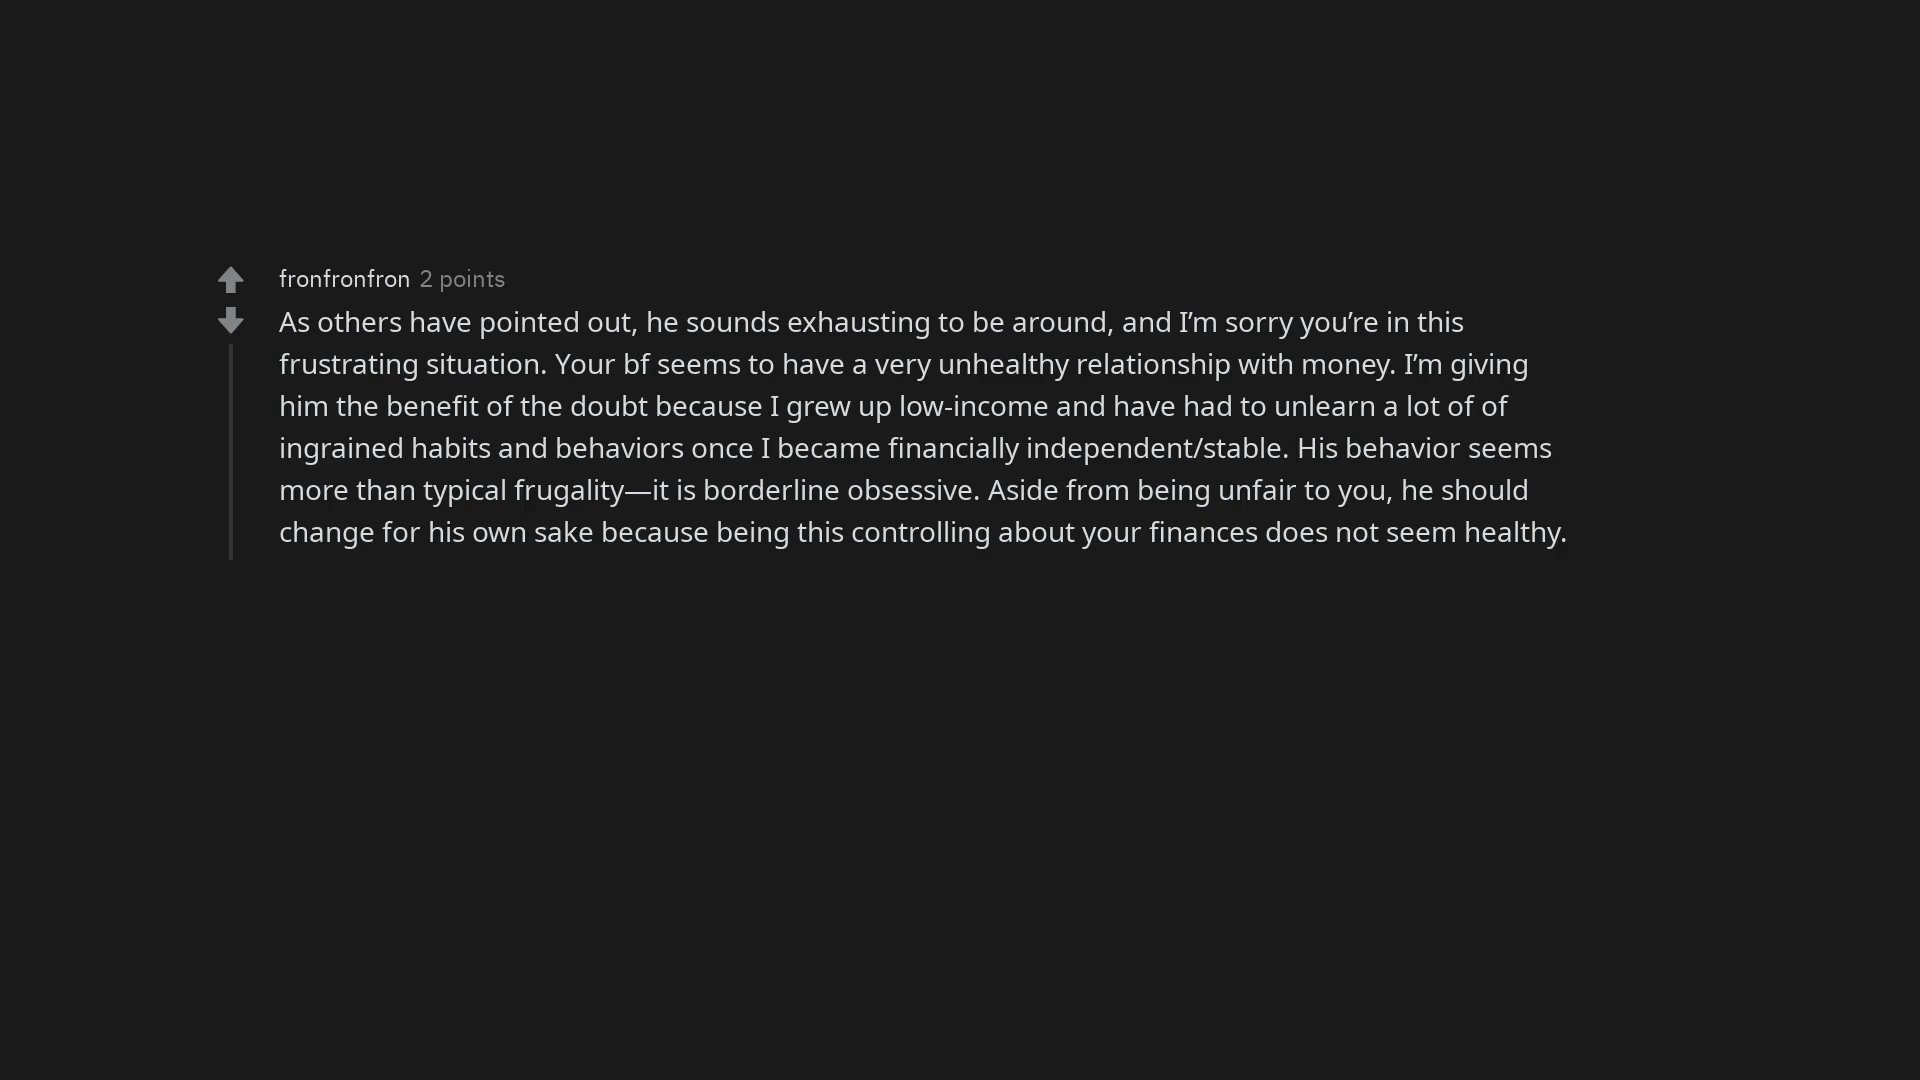 fronfronfron 2 points
As others have pointed out, he sounds exhausting to be around, and I’m sorry you’re in this
frustrating situation. Your bf seems to have a very unhealthy relationship with money. I’m giving
him the benefit of the doubt because I grew up low-income and have had to unlearn a lot of of
ingrained habits and behaviors once I became financially independent/stable. His behavior seems
more than typical frugality—it is borderline obsessive. Aside from being unfair to you, he should
change for his own sake because being this controlling about your finances does not seem healthy.